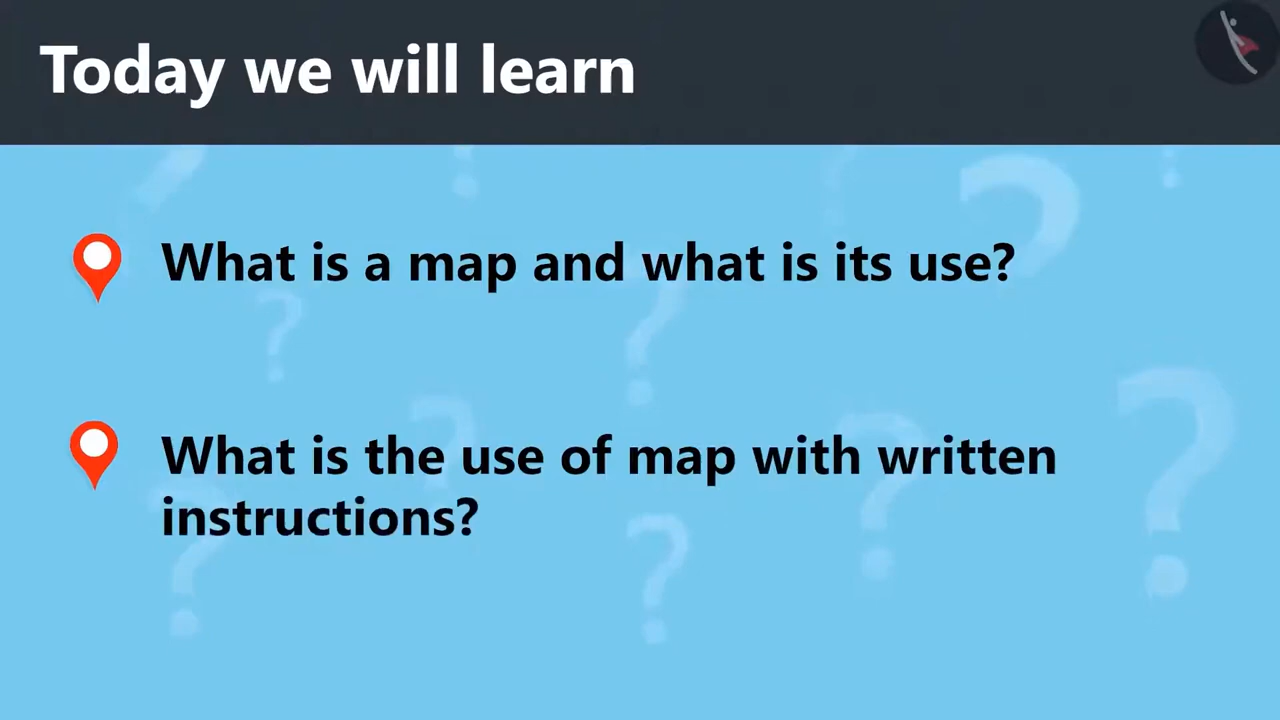 Today we will learn
What is a map and what is its use?
What is the use of map with written
instructions?